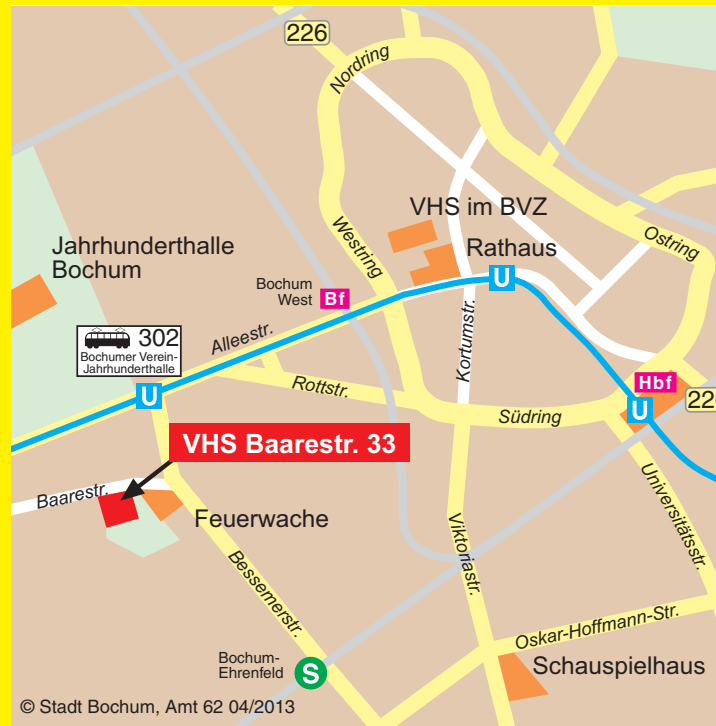 226
Nordring
VHS im BVZ
Rathaus
Ostring
Westring
Jahrhunderthalle
Bochum
Bochum
West
Bf
U
302
Bochumer Verein-
Jahrhunderthalle
Alleestr.
Kortumstr.
Hbf
U
Rottstr.
Südring
U
VHS Baarestr. 33
Baarestr.
Feuerwache
Universitätsstr.
Viktoriastr.
Bessemerstr.
Oskar-Hoffmann-Str.
Bochum-
Ehrenfeld
S
Schauspielhaus
© Stadt Bochum, Amt 62 04/2013